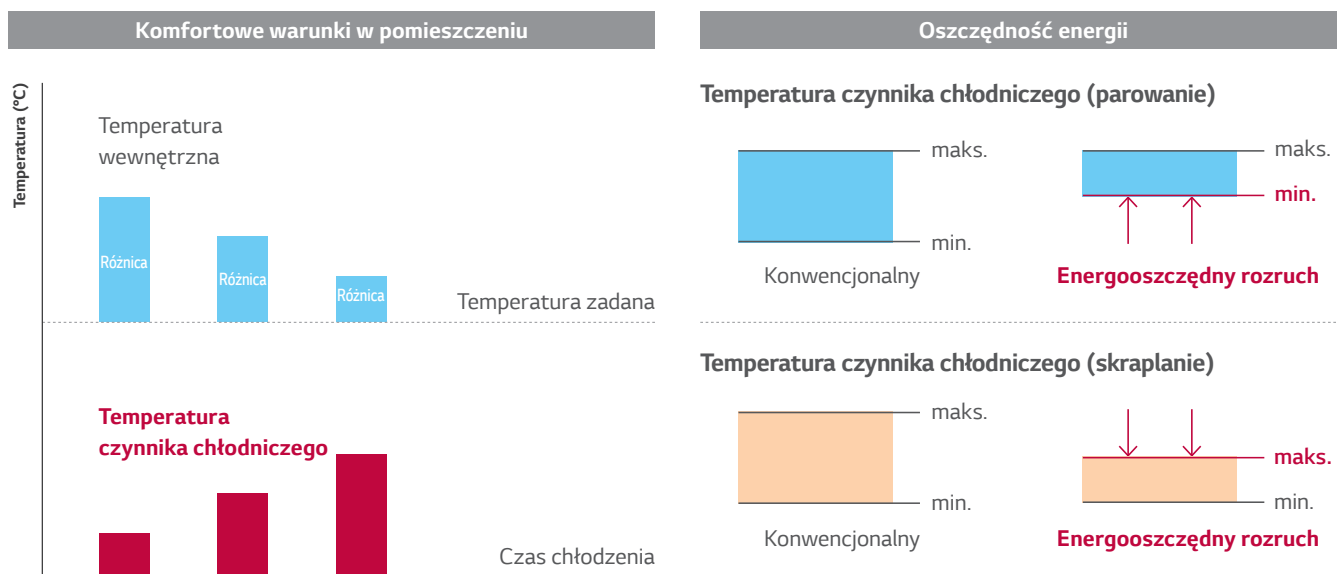 Komfortowe warunki w pomieszczeniu
Temperatura (°C)
Temperatura
wewnętrzna
Różnica
Różnica
Różnica
Temperatura zadana
Temperatura
czynnika chłodniczego
Czas chłodzenia
Oszczędność energii
Temperatura czynnika chłodniczego (parowanie)
maks.
min.
Konwencjonalny
maks.
min.
Energooszczędny rozruch
Temperatura czynnika chłodniczego (skraplanie)
maks.
min.
Konwencjonalny
maks.
min.
Energooszczędny rozruch